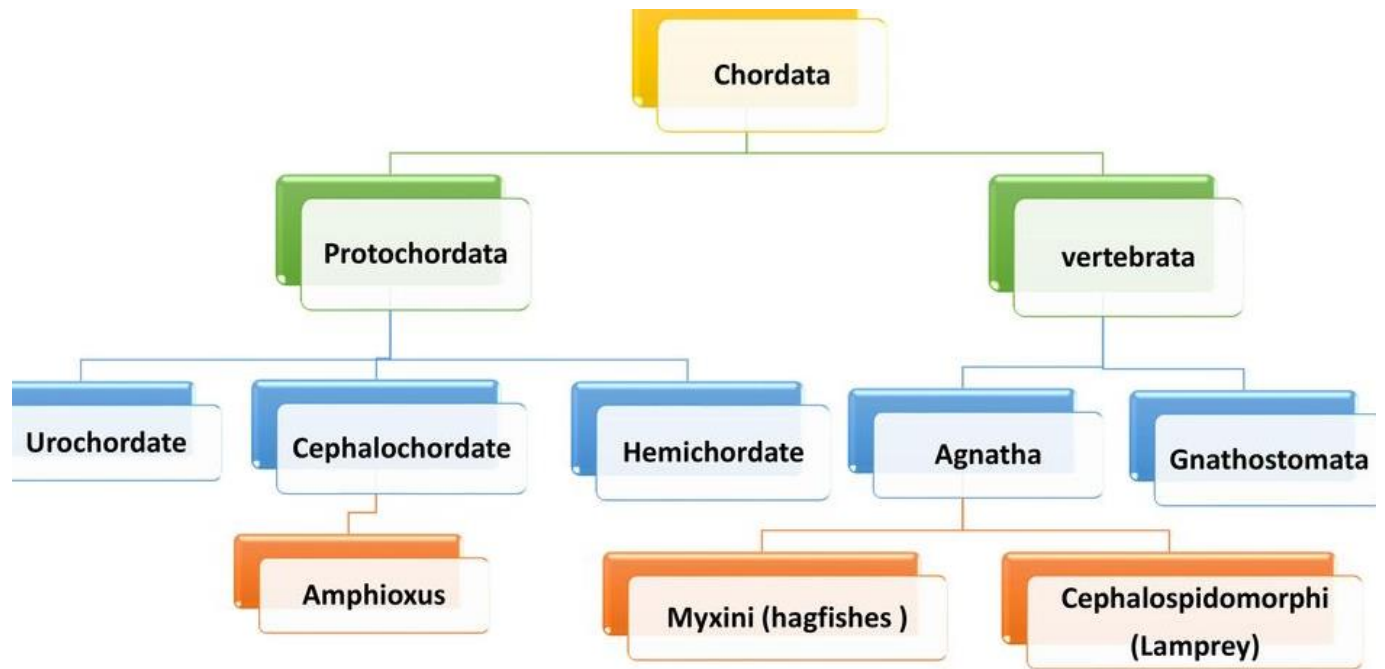 Chordata
Protochordata
vertebrata
Urochordate
Cephalochordate
Hemichordate
Agnatha
Gnathostomata
Amphioxus
Myxini (hagfishes )
Cephalospidomorphi
(Lamprey)